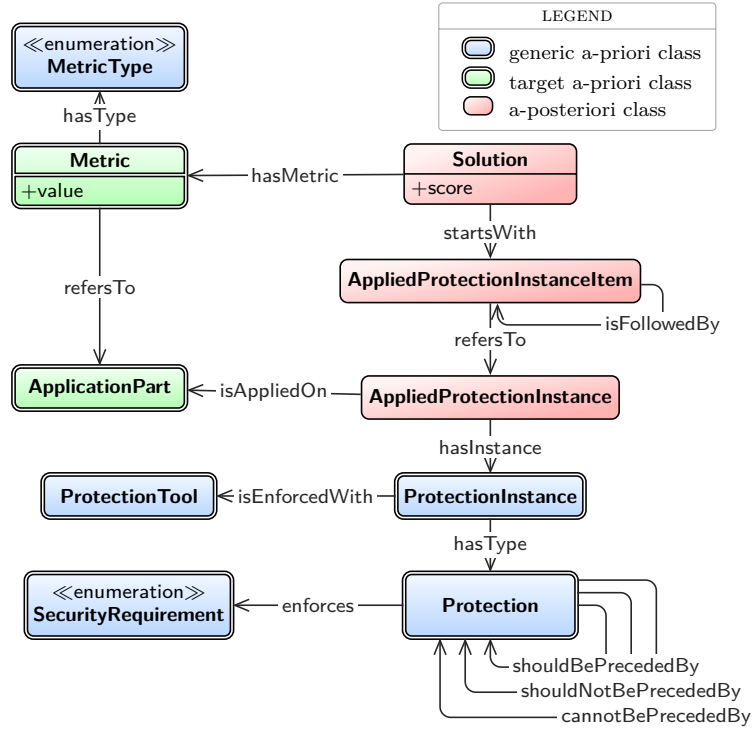 LEGEND
generic a-priori class
target a-priori class
a-posteriori class
≪enumeration≫
MetricType
hasType
Metric
+value
hasMetric
Solution
+score
startsWith
AppliedProtectionInstanceItem
isFollowedBy
refersTo
refersTo
ApplicationPart
isAppliedOn
AppliedProtectionInstance
hasInstance
ProtectionTool
isEnforcedWith
ProtectionInstance
hasType
≪enumeration≫
SecurityRequirement
enforces
Protection
shouldBePrecededBy
shouldNotBePrecededBy
cannotBePrecededBy